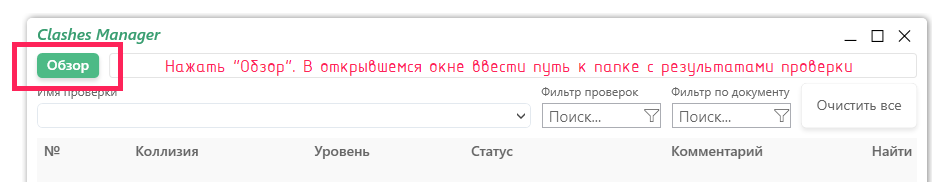 Clashes Manager
Обзор
Нажать "Обзор". В открывшемся окне ввести путь к папке с результатами проверки
Имя проверки
Фильтр проверок
Фильтр по документу
Поиск...
Поиск...
Очистить все
№ Коллизия Уровень Статус Комментарий Найти